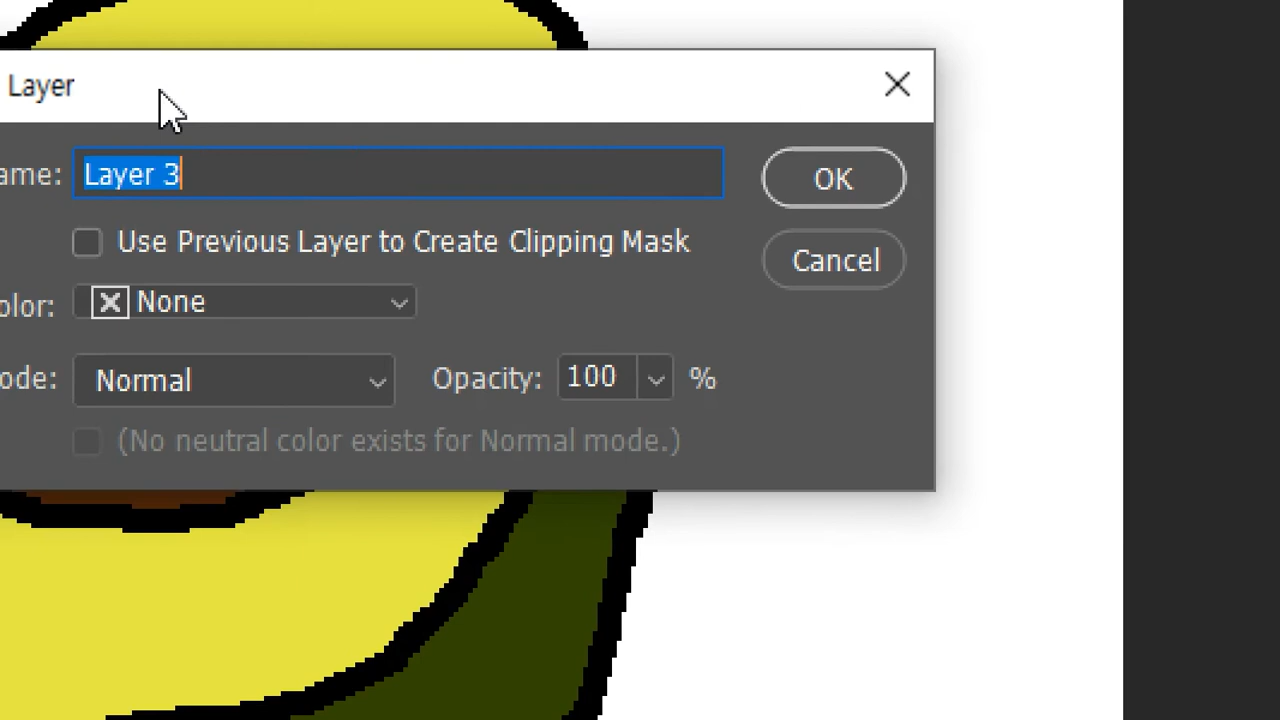 Layer
ame: Layer 3
OK
Use Previous Layer to Create Clipping Mask
Cancel
olor: None
ode: Normal Opacity: 100 %
(No neutral color exists for Normal mode.)